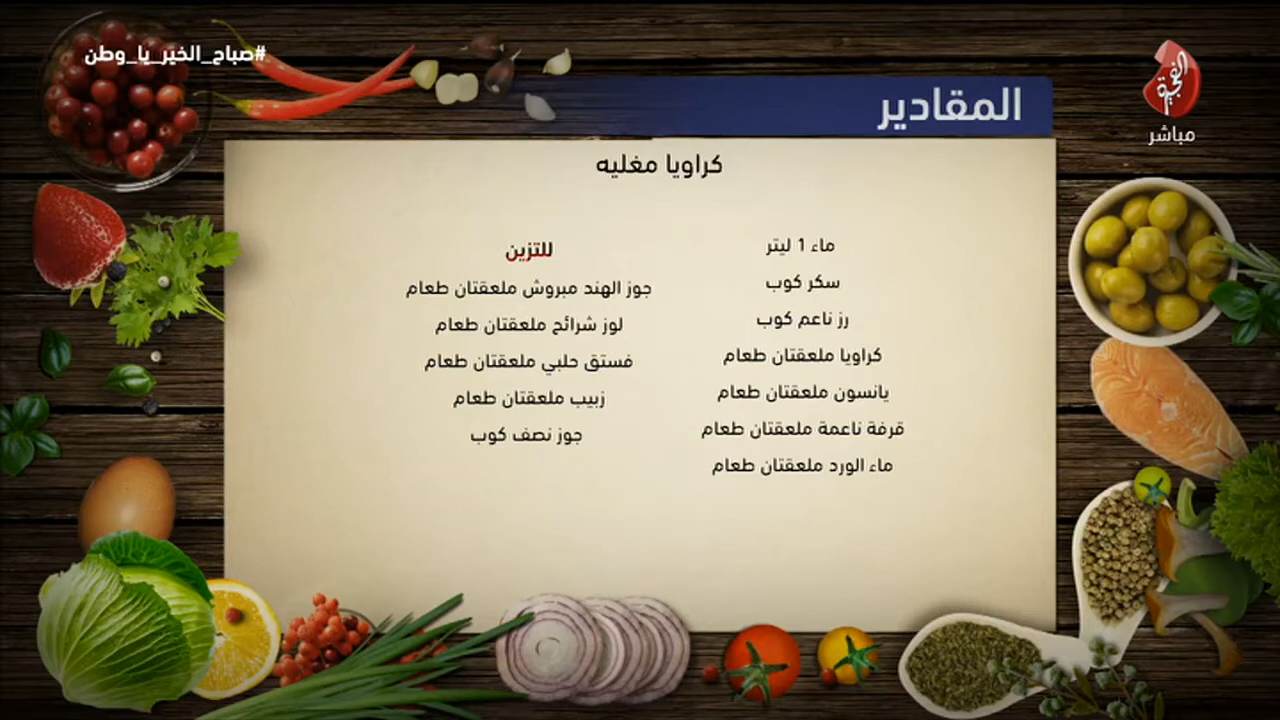 #صباح_الخير_يا_وطن
الفجيرة
مباشر
المقادير
كراويا مغليه
ماء 1 ليتر
سكر كوب
رز ناعم كوب
كراويا ملعقتان طعام
يانسون ملعقتان طعام
قرفة ناعمة ملعقتان طعام
ماء الورد ملعقتان طعام
للتزين
جوز الهند مبروش ملعقتان طعام
لوز شرائح ملعقتان طعام
فستق حلبي ملعقتان طعام
زبيب ملعقتان طعام
جوز نصف كوب